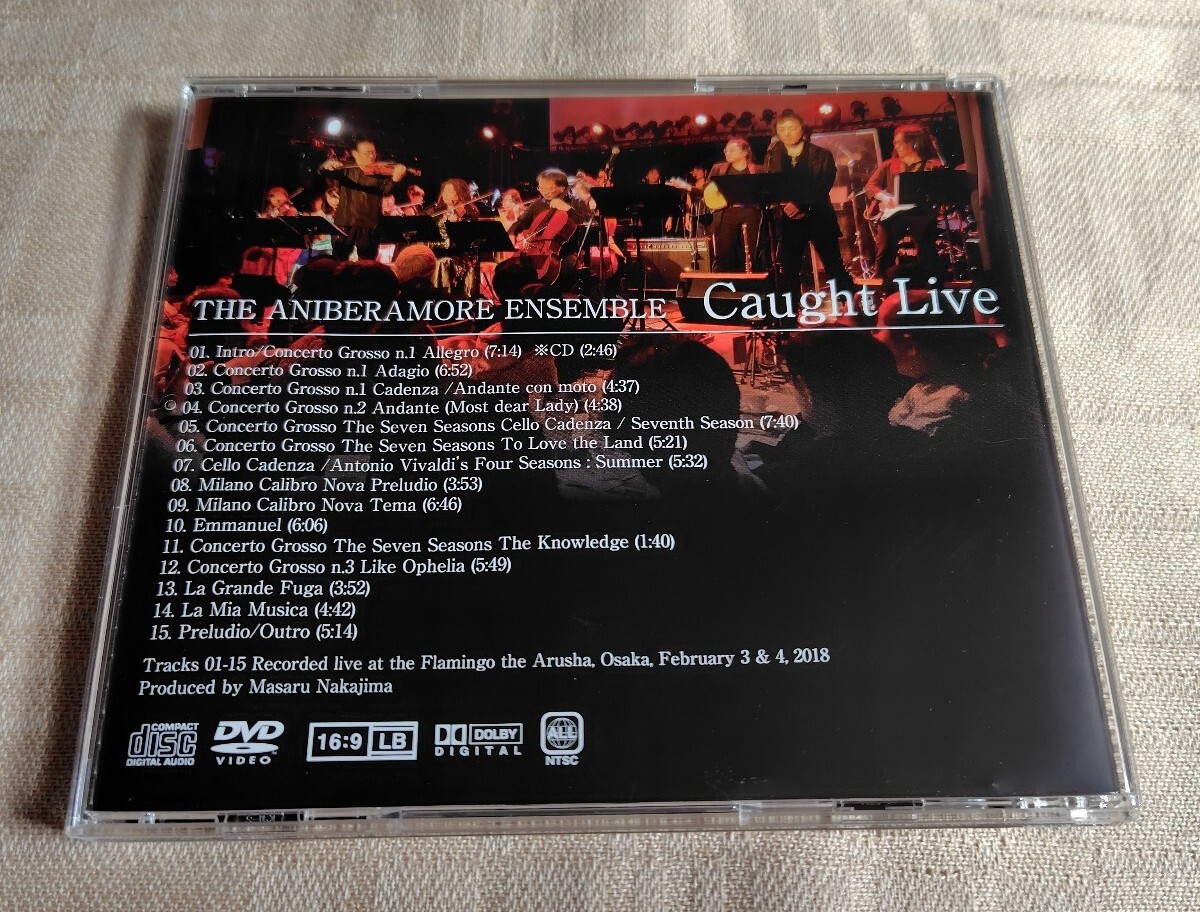 THE ANIBERAMORE ENSEMBLE Caught Live
01. Intro/Concerto Grosso n.1 Allegro (7:14) ※CD (2:46)
02. Concerto Grosso n.1 Adagio (6:52)
03. Concerto Grosso n.1 Cadenza /Andante con moto (4:37)
04. Concerto Grosso n.2 Andante (Most dear Lady) (4:38)
05. Concerto Grosso The Seven Seasons Cello Cadenza / Seventh Season (7:40)
06. Concerto Grosso The Seven Seasons To Love the Land (5:21)
07. Cello Cadenza /Antonio Vivaldi's Four Seasons : Summer (5:32)
08. Milano Calibro Nova Preludio (3:53)
09. Milano Calibro Nova Tema (6:46)
10. Emmanuel (6:06)
11. Concerto Grosso The Seven Seasons The Knowledge (1:40)
12. Concerto Grosso n.3 Like Ophelia (5:49)
13. La Grande Fuga (3:52)
14. La Mia Musica (4:42)
15. Preludio/Outro (5:14)
Tracks 01-15 Recorded live at the Flamingo the Arusha, Osaka, February 3 & 4, 2018
Produced by Masaru Nakajima
COMPACT disc DIGITAL AUDIO
DVD VIDEO
16:9 LB
DOLBY DIGITAL
ALL NTSC